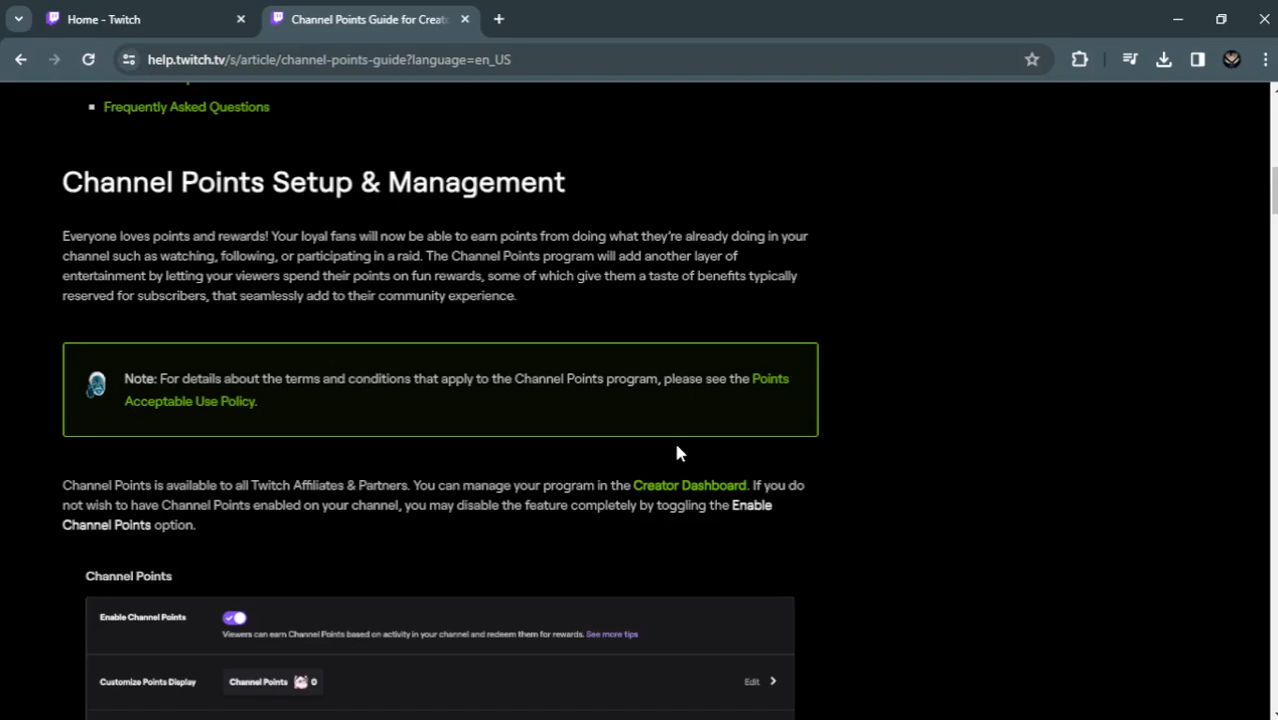 Home - Twitch
Channel Points Guide for Creat
help.twitch.tv/s/article/channel-points-guide?language=en_US
Frequently Asked Questions
Channel Points Setup & Management
Everyone loves points and rewards! Your loyal fans will now be able to earn points from doing what they're already doing in your
channel such as watching, following, or participating in a raid. The Channel Points program will add another layer of
entertainment by letting your viewers spend their points on fun rewards, some of which give them a taste of benefits typically
reserved for subscribers, that seamlessly add to their community experience.
Note: For details about the terms and conditions that apply to the Channel Points program, please see the Points
Acceptable Use Policy.
Channel Points is available to all Twitch Affiliates & Partners. You can manage your program in the Creator Dashboard. If you do
not wish to have Channel Points enabled on your channel, you may disable the feature completely by toggling the Enable
Channel Points option.
Channel Points
Enable Channel Points
Viewers can earn Channel Points based on activity in your channel and redeem them for rewards. See more tips
Customize Points Display Channel Points 0 Edit